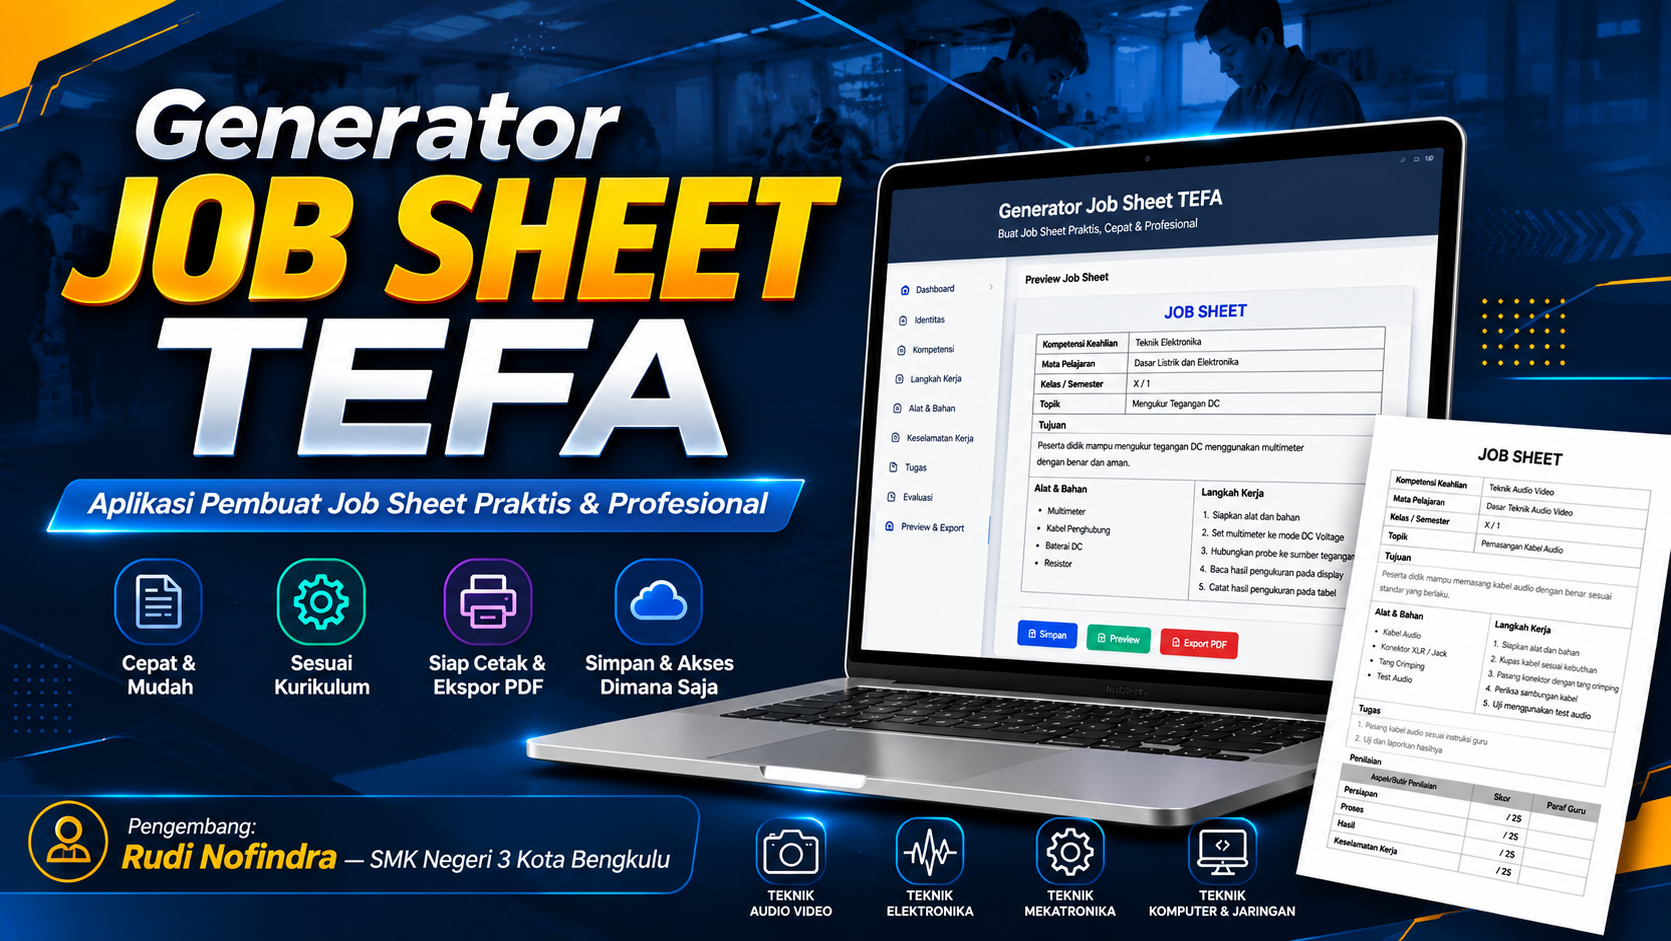 Generator
JOB SHEET
TEFA
Aplikasi Pembuat Job Sheet Praktis & Profesional
Cepat &
Mudah
Sesuai
Kurikulum
Siap Cetak &
Ekspor PDF
Simpan & Akses
Dimana Saja
Pengembang:
Rudi Nofindra — SMK Negeri 3 Kota Bengkulu
Generator Job Sheet TEFA
Buat Job Sheet Praktis, Cepat & Profesional
Dashboard
Identitas
Kompetensi
Langkah Kerja
Alat & Bahan
Keselamatan Kerja
Tugas
Evaluasi
Preview & Export
Preview Job Sheet
JOB SHEET
Kompetensi Keahlian Teknik Elektronika
Mata Pelajaran Dasar Listrik dan Elektronika
Kelas / Semester X / 1
Topik Mengukur Tegangan DC
Tujuan
Peserta didik mampu mengukur tegangan DC menggunakan multimeter
dengan benar dan aman.
Alat & Bahan
• Multimeter
• Kabel Penghubung
• Baterai DC
• Resistor
Langkah Kerja
1. Siapkan alat dan bahan
2. Set multimeter ke mode DC Voltage
3. Hubungkan probe ke sumber tegangan
4. Baca hasil pengukuran pada display
5. Catat hasil pengukuran pada tabel
Simpan
Preview
Export PDF
JOB SHEET
Kompetensi Keahlian Teknik Audio Video
Mata Pelajaran Dasar Teknik Audio Video
Kelas / Semester X / 1
Topik Pemasangan Kabel Audio
Tujuan
Peserta didik mampu memasang kabel audio dengan benar sesuai
standar yang berlaku.
Alat & Bahan
• Kabel Audio
• Konektor XLR / Jack
• Tang Crimping
• Test Audio
Langkah Kerja
1. Siapkan alat dan bahan
2. Kupas kabel sesuai kebutuhan
3. Pasang konektor dengan tang crimping
4. Periksa sambungan kabel
5. Uji menggunakan test audio
Tugas
1. Pasang kabel audio sesuai instruksi guru
2. Uji dan laporkan hasilnya
Penilaian
Aspek/Butir Penilaian Skor Paraf Guru
Persiapan / 25
Proses / 25
Hasil / 25
Keselamatan Kerja / 25
TEKNIK
AUDIO VIDEO
TEKNIK
ELEKTRONIKA
TEKNIK
MEKATRONIKA
TEKNIK
KOMPUTER & JARINGAN